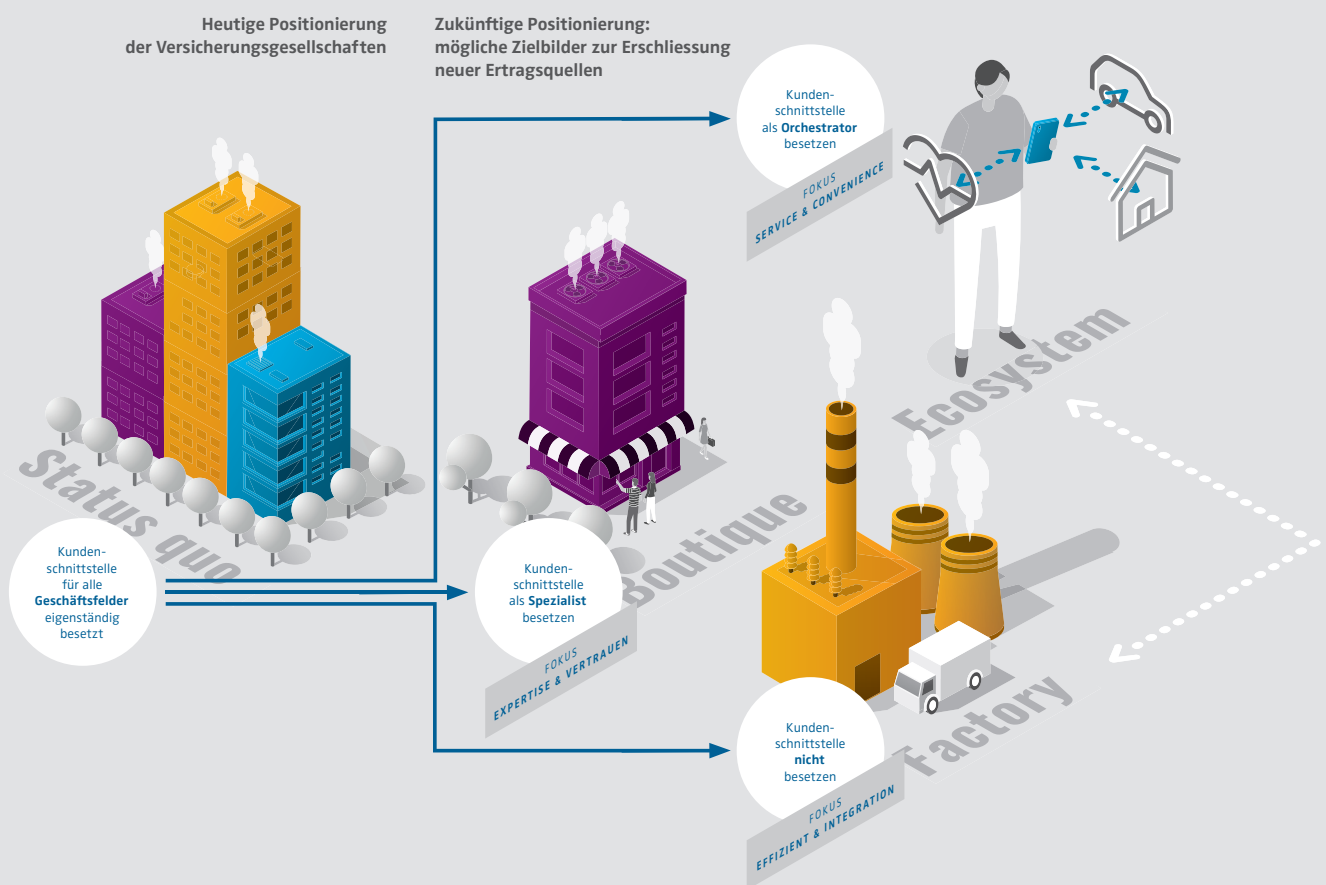 Heutige Positionierung
der Versicherungsgesellschaften
Zukünftige Positionierung:
mögliche Zielbilder zur Erschliessung
neuer Ertragsquellen
Kunden-
schnittstelle
als Orchestrator
besetzen
FOKUS
SERVICE & CONVENIENCE
Ecosystem
Status quo
Kunden-
schnittstelle
für alle
Geschäftsfelder
eigenständig
besetzt
Boutique
Kunden-
schnittstelle
als Spezialist
besetzen
FOKUS
EXPERTISE & VERTRAUEN
Factory
Kunden-
schnittstelle
nicht
besetzen
FOKUS
EFFIZIENT & INTEGRATION